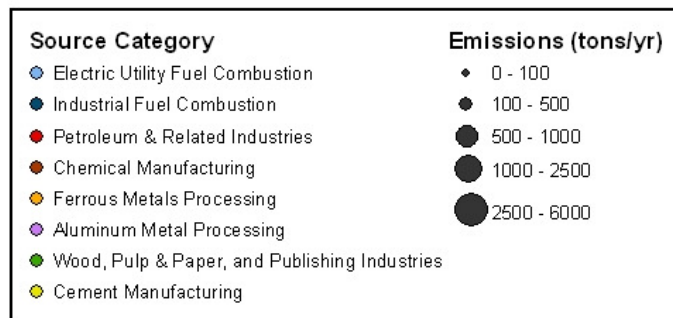 Source Category
Electric Utility Fuel Combustion
Industrial Fuel Combustion
Petroleum & Related Industries
Chemical Manufacturing
Ferrous Metals Processing
Aluminum Metal Processing
Wood, Pulp & Paper, and Publishing Industries
Cement Manufacturing
Emissions (tons/yr)
0 - 100
100 - 500
500 - 1000
1000 - 2500
2500 - 6000